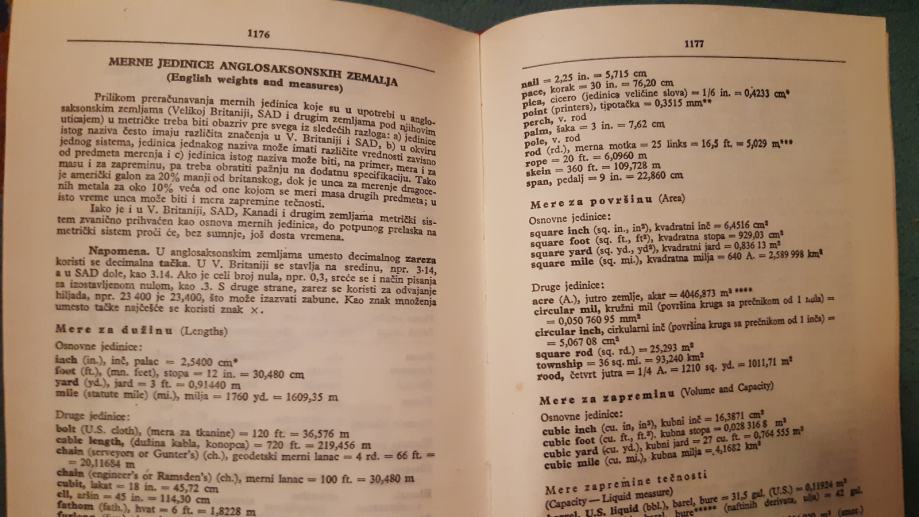 1176
MERNE JEDINICE ANGLOSAKSONSKIH ZEMALJA
(English weights and measures)
Prilikom preračunavanja mernih jedinica koje su u upotrebi u anglo-
saksonskim zemljama (Velikoj Britaniji, SAD i drugim zemljama pod njihovim
uticajem) u metričke treba biti obazriv pre svega iz sledećih razloga: a) jedinice
istog naziva često imaju različita značenja u V. Britaniji i SAD, b) u okviru
jednog sistema, jedinica jednakog naziva može imati različite vrednosti zavisno
od predmeta merenja i c) jedinica istog naziva može biti, na primer, mera i za
masu i za zapreminu, pa treba obratiti pažnju na dodatnu specifikaciju. Tako
je američki galon za 20% manji od britanskog, dok je unca za merenje dragoce-
nih metala za oko 10% veća od one kojom se meri masa drugih predmeta; u
isto vreme unca može biti i mera zapremine tečnosti.
Iako je i u V. Britaniji, SAD, Kanadi i drugim zemljama metrički sis-
tem zvanično prihvaćen kao osnova mernih jedinica, do potpunog prelaska na
metrički sistem proći će, bez sumnje, još dosta vremena.
Napomena. U anglosaksonskim zemljama umesto decimalnog zareza
koristi se decimalna tačka. U V. Britaniji se stavlja na sredinu, npr. 3·14,
a u SAD dole, kao 3.14. Ako je celi broj nula, npr. 0,3, sreće se i način pisanja
sa izostavljenom nulom, kao .3. S druge strane, zarez se koristi za odvajanje
hiljada, npr. 23 400 je 23,400, što može izazvati zabune. Kao znak množenja
umesto tačke najčešće se koristi znak ×.
Mere za dužinu (Lengths)
Osnovne jedinice:
inch (in.), inč, palac = 2,5400 cm*
foot (ft.), (mn. feet), stopa = 12 in. = 30,480 cm
yard (yd.), jard = 3 ft. = 0,91440 m
mile (statute mile) (mi.), milja = 1760 yd. = 1609,35 m
Druge jedinice:
bolt (U.S. cloth), (mera za tkanine) = 120 ft. = 36,576 m
cable length, (dužina kabla, konopca) = 720 ft. = 219,456 m
chain (serveyors or Gunter's) (ch.), geodetski merni lanac = 4 rd. = 66 ft. =
= 20,11684 m
chain (engineer's or Ramsden's) (ch.), merni lanac = 100 ft. = 30,480 m
cubit, lakat = 18 in. = 45,72 cm
ell, aršin = 45 in. = 114,30 cm
fathom (fath.), hvat = 6 ft. = 1,8228 m
1177
nail = 2,25 in. = 5,715 cm
pace, korak = 30 in. = 76,20 cm
pica, cicero (jedinica veličine slova) = 1/6 in. = 0,4233 cm*
point (printers), tipotačka = 0,3515 mm**
perch, v. rod
palm, šaka = 3 in. = 7,62 cm
pole, v. rod
rod (rd.), merna motka = 25 links = 16,5 ft. = 5,029 m***
rope = 20 ft. = 6,0960 m
skein = 360 ft. = 109,728 m
span, pedalj = 9 in. = 22,860 cm
Mere za površinu (Area)
Osnovne jedinice:
square inch (sq. in., in²), kvadratni inč = 6,4516 cm²
square foot (sq. ft., ft²), kvadratna stopa = 929,03 cm²
square yard (sq. yd., yd²), kvadratni jard = 0,836 13 m²
square mile (sq. mi.), kvadratna milja = 640 A. = 2,589 998 km²
Druge jedinice:
acre (A.), jutro zemlje, akar = 4046,873 m² ****
circular mil, kružni mil (površina kruga sa prečnikom od 1 mila) =
= 0,050 760 95 mm²
circular inch, cirkularni inč (površina kruga sa prečnikom od 1 inča) =
= 5,067 08 cm²
square rod (sq. rd.) = 25,293 m²
township = 36 sq. mi. = 93,240 km²
rood, četvrt jutra = 1/4 A. = 1210 sq. yd. = 1011,71 m²
Mere za zapreminu (Volume and Capacity)
Osnovne jedinice:
cubic inch (cu. in, in³), kubni inč = 16,3871 cm³
cubic foot (cu. ft., ft.³), kubna stopa = 0,028 316 8 m³
cubic yard (cu. yd.), kubni jard = 27 cu. ft. = 0,764 555 m³
cubic mile (cu. mi.), kubna milja = 4,1682 km³
Mere zapremine tečnosti
(Capacity — Liquid measure)
U.S. liquid (bbl.), barel, bure = 31,5 gal. (U.S.) = 0,11924 m³
barel, bure***** (naftinih derivata, ulja) = 42 gal.